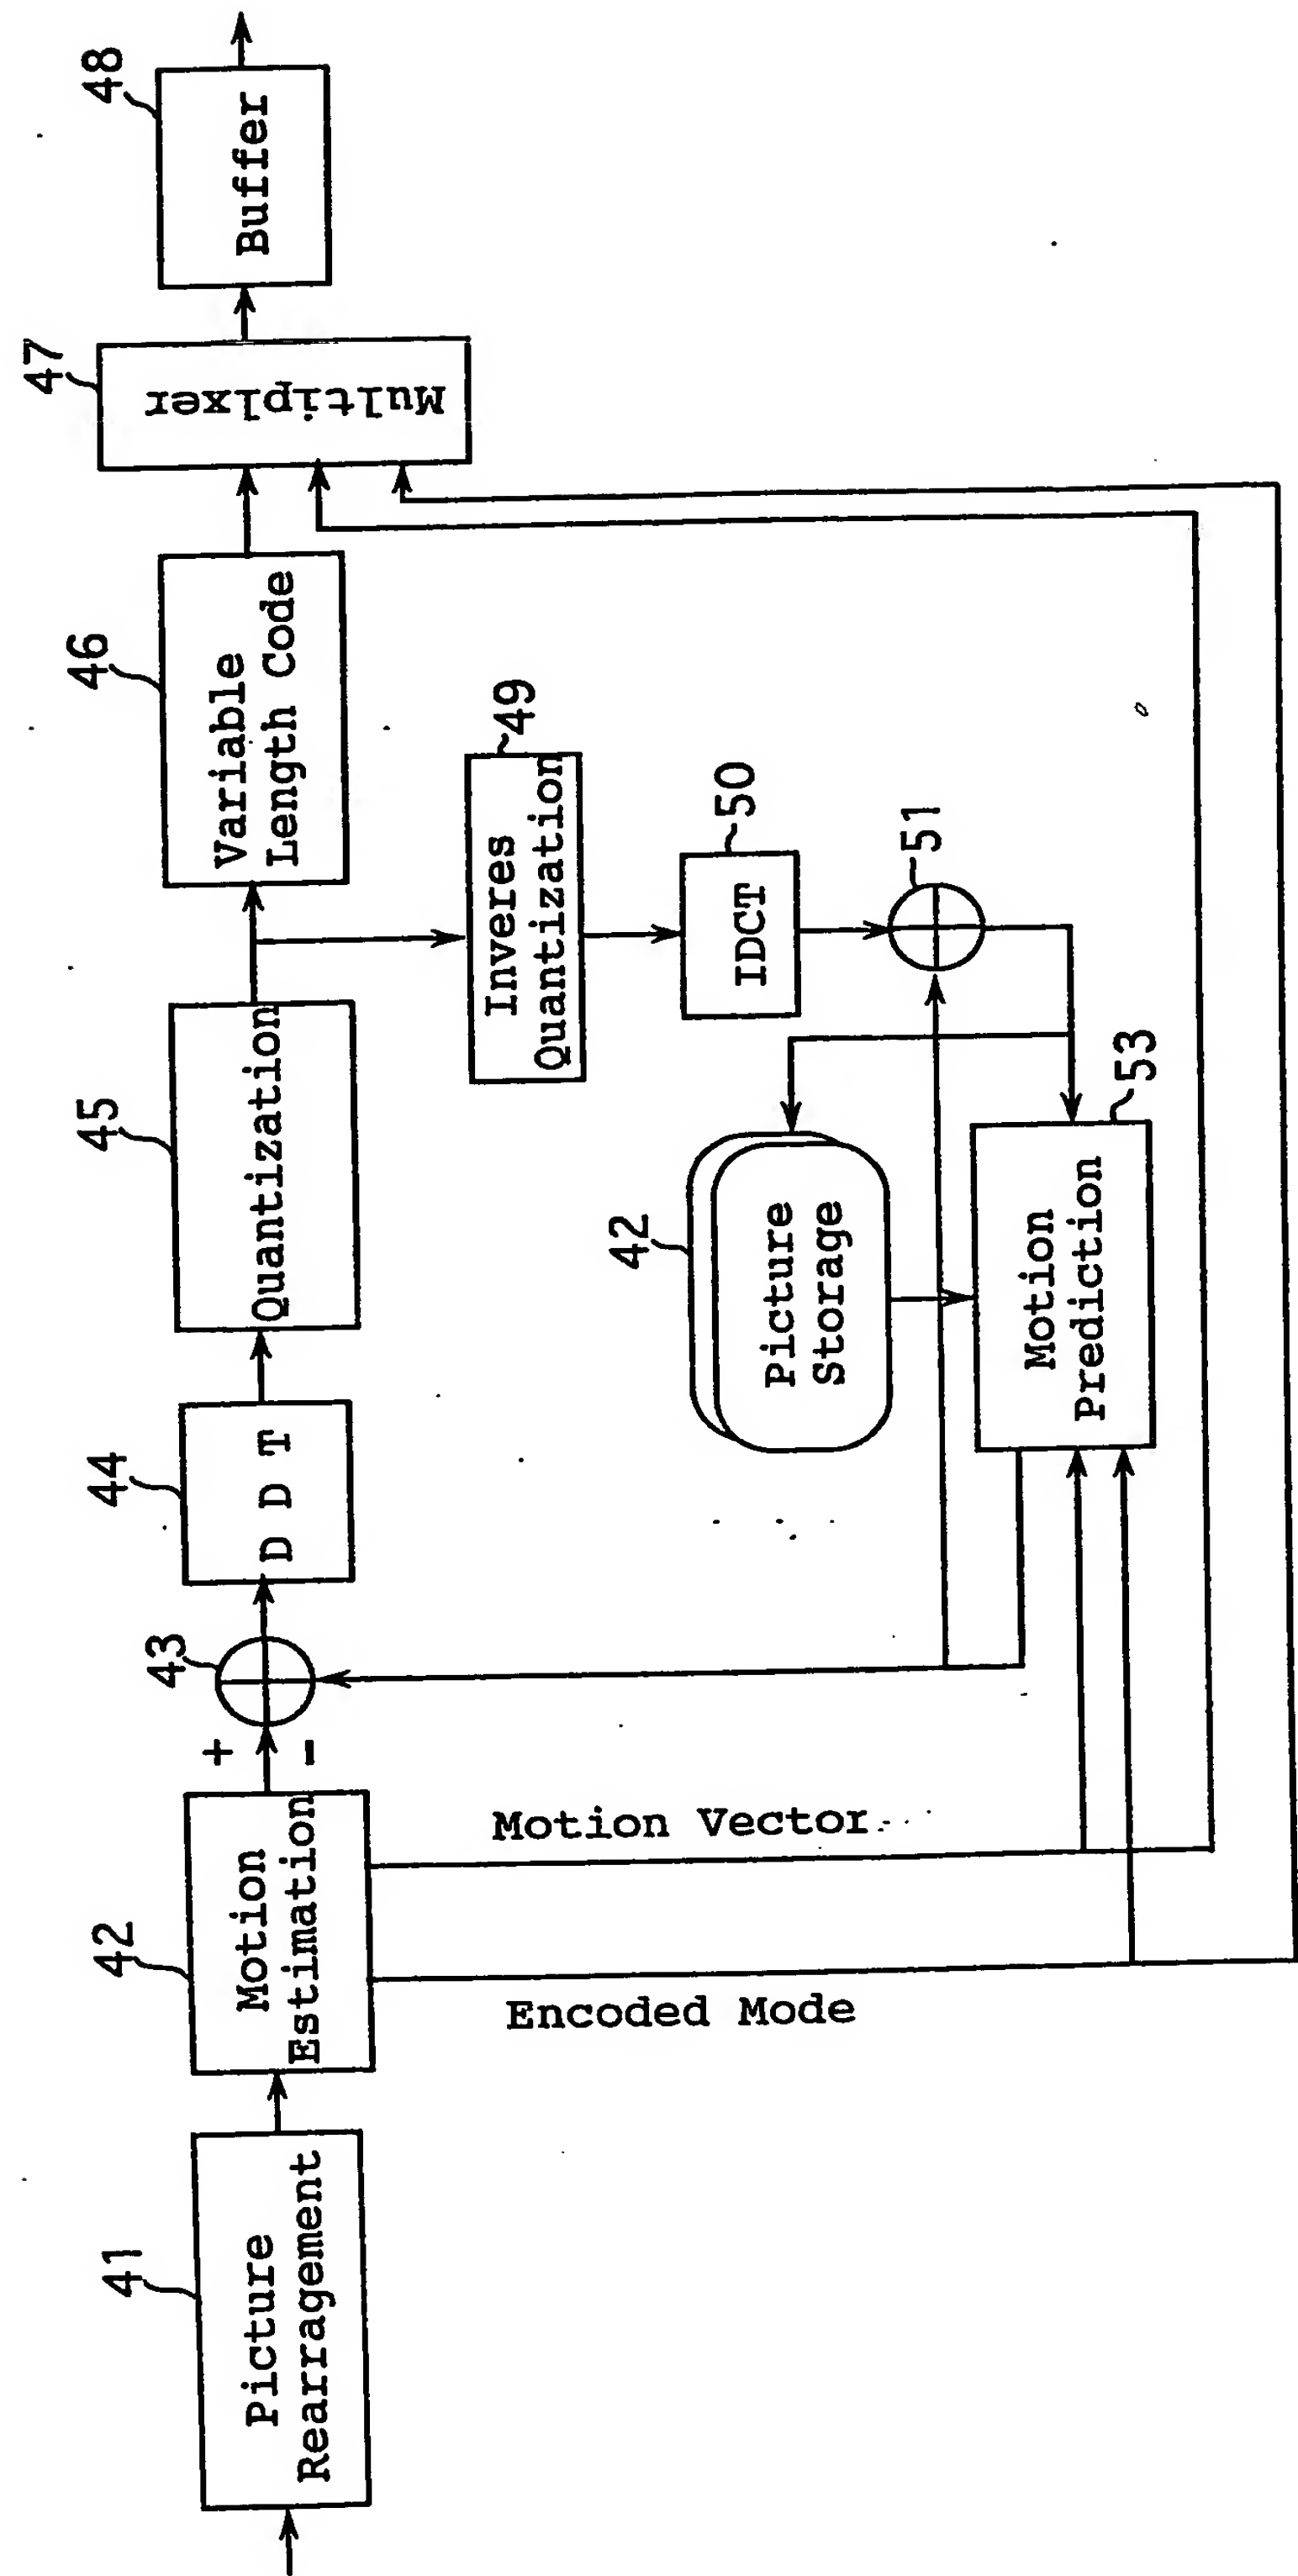 41
Picture
Rearragement
42
Motion
Estimation
+
-
43
44
D D T
45
Quantization
46
Variable
Length Code
47
Multiplxer
48
Buffer
Inveres
Quantization
49
IDCT
50
51
42
Picture
Storage
Motion
Prediction
53
Motion Vector
Encoded Mode